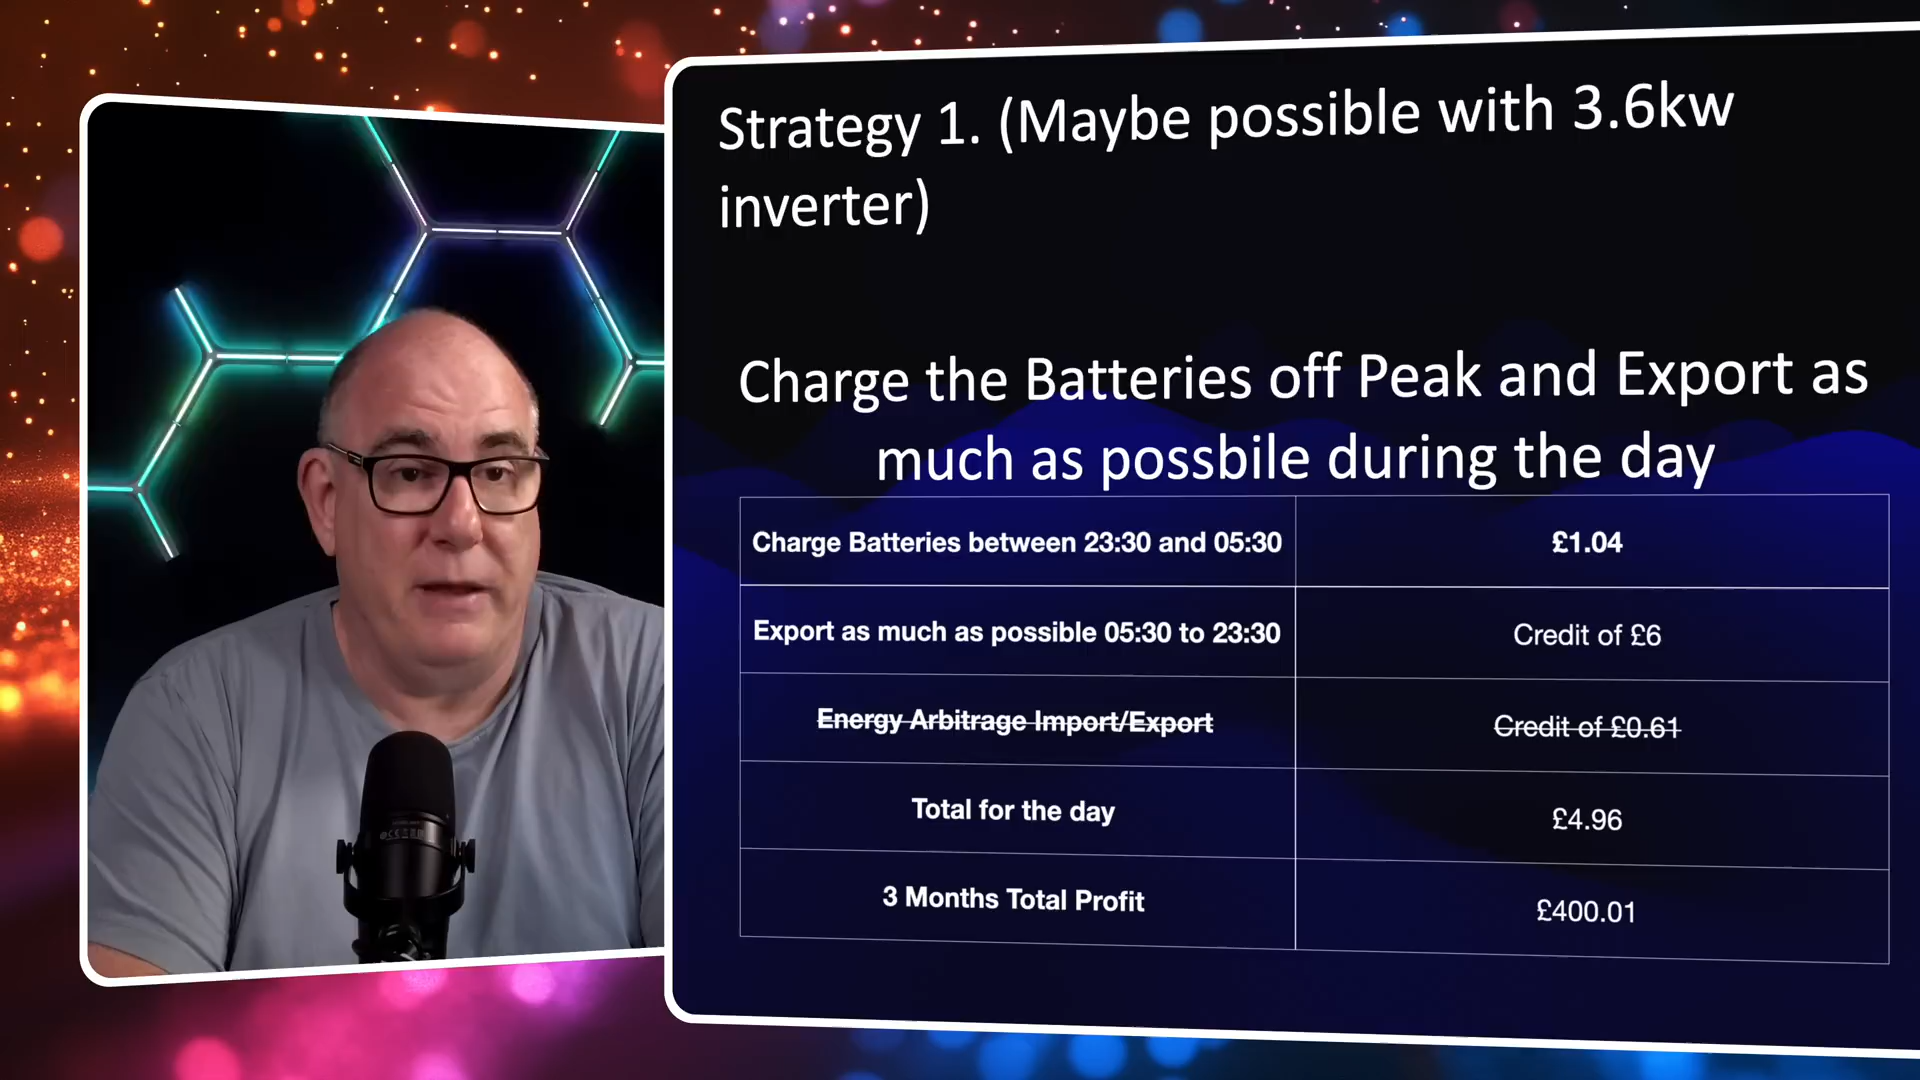 Strategy 1. (Maybe possible with 3.6kw
inverter)
Charge the Batteries off Peak and Export as
much as possbile during the day
Charge Batteries between 23:30 and 05:30 £1.04
Export as much as possible 05:30 to 23:30 Credit of £6
Energy Arbitrage Import/Export Credit of £0.61
Total for the day £4.96
3 Months Total Profit £400.01